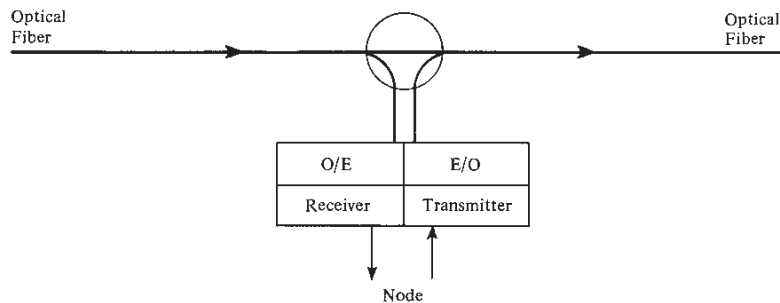 Optical
Fiber
Optical
Fiber
O/E
E/O
Receiver
Transmitter
Node